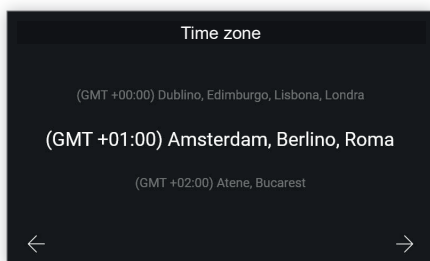 Time zone
(GMT +00:00) Dublino, Edimburgo, Lisbona, Londra
(GMT +01:00) Amsterdam, Berlino, Roma
(GMT +02:00) Atene, Bucarest